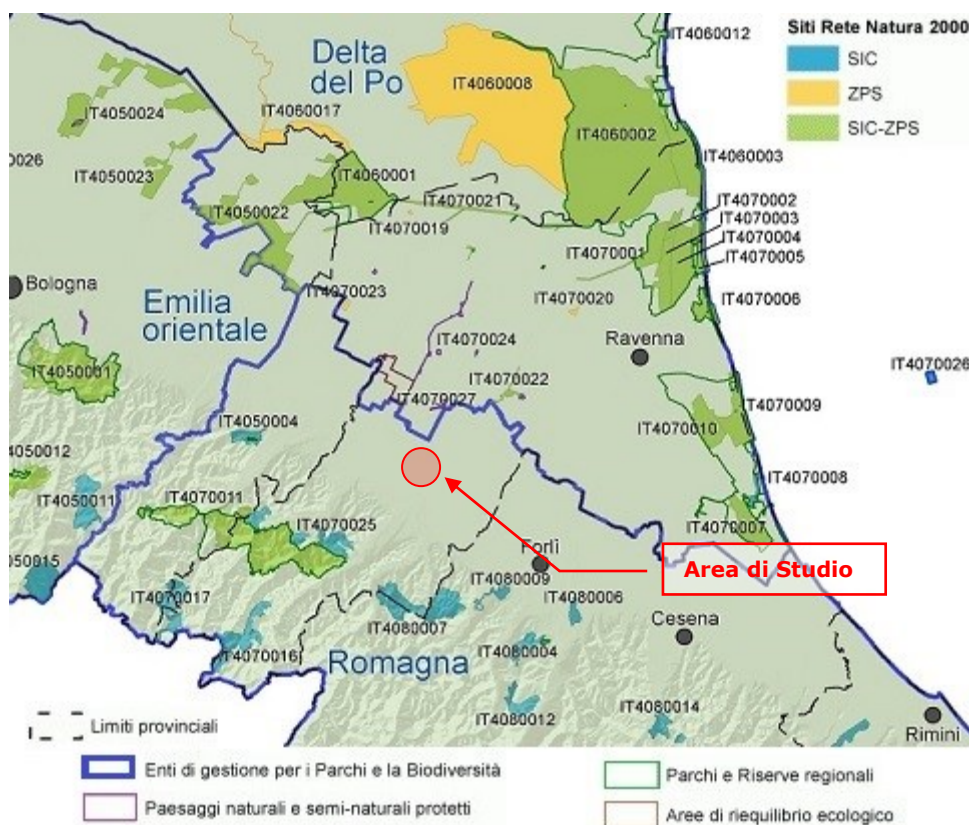 IT4060012
Siti Rete Natura 2000
SIC
ZPS
SIC-ZPS
Delta
del Po
IT4060008
IT4050024
IT4060017
IT4060002
IT4060003
IT4050023
IT4060001
IT4070021
IT4050022
IT4070019
IT4070002
IT4070003
IT4070004
IT4070005
IT4070001
IT4070006
Bologna
IT4070023
IT4070020
Emilia
orientale
IT4070024
Ravenna
IT4070026
IT4050001
IT4070022
IT4070027
IT4070009
IT4050004
IT4070010
IT4050012
IT4070008
IT4050011
IT4070011
IT4070025
IT4070007
Forlì
Area di Studio
IT4080009
IT4070017
IT4080006
IT4080007
Cesena
IT4070016
Romagna
IT4080004
IT4080012
IT4080014
Rimini
Limiti provinciali
Enti di gestione per i Parchi e la Biodiversità
Parchi e Riserve regionali
Paesaggi naturali e semi-naturali protetti
Aree di riequilibrio ecologico